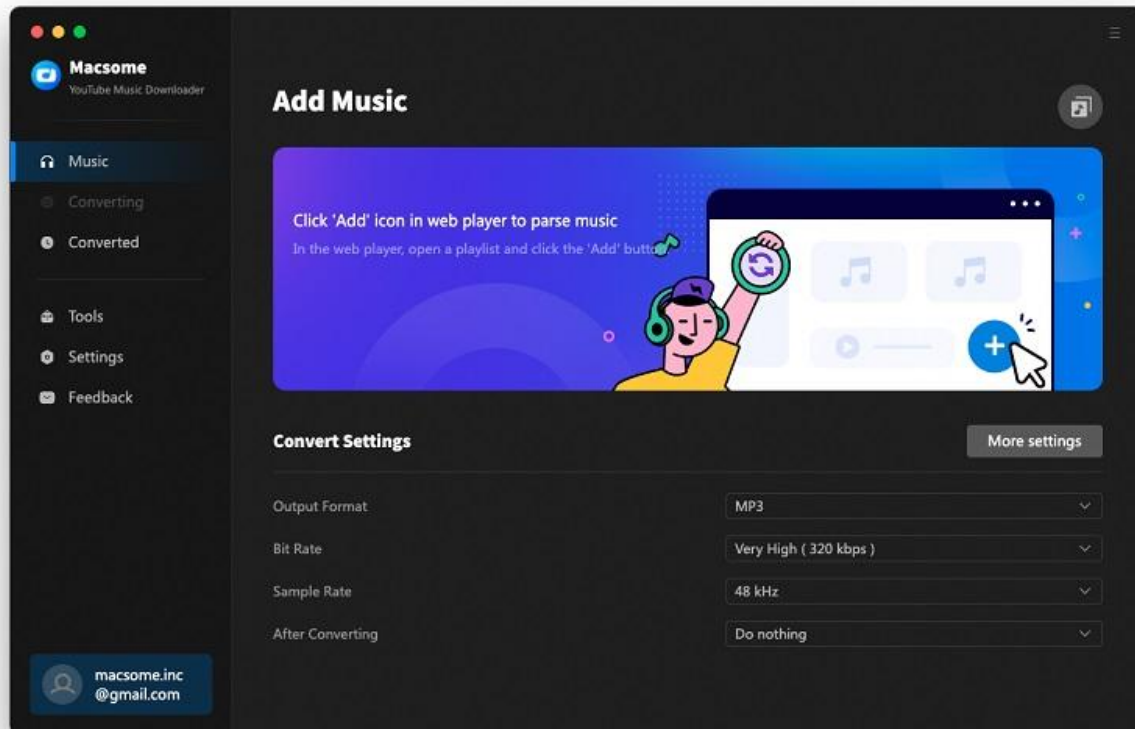 Macsome
YouTube Music Downloader
Music
Converting
Converted
Tools
Settings
Feedback
macsome.inc
@gmail.com
Add Music
Click 'Add' icon in web player to parse music
In the web player, open a playlist and click the 'Add' button
Convert Settings
More settings
Output Format
MP3
Bit Rate
Very High ( 320 kbps )
Sample Rate
48 kHz
After Converting
Do nothing